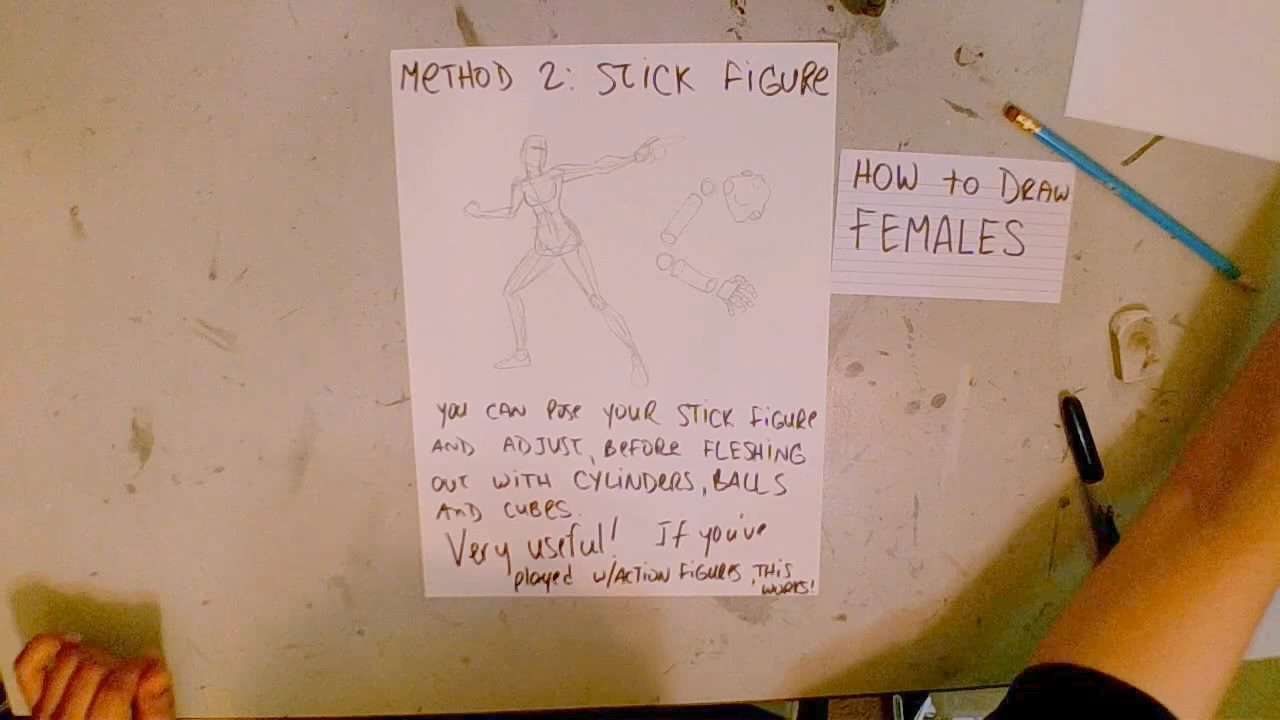 METHOD 2: STICK FIGURE
HOW to DRAW
FEMALES
YOU CAN POSE YOUR STICK FIGURE
AND ADJUST, BEFORE FLESHING
OUT WITH CYLINDERS, BALLS
AND CUBES.
Very useful! If you've
played w/ACTION FIGURES, THIS
WORKS!